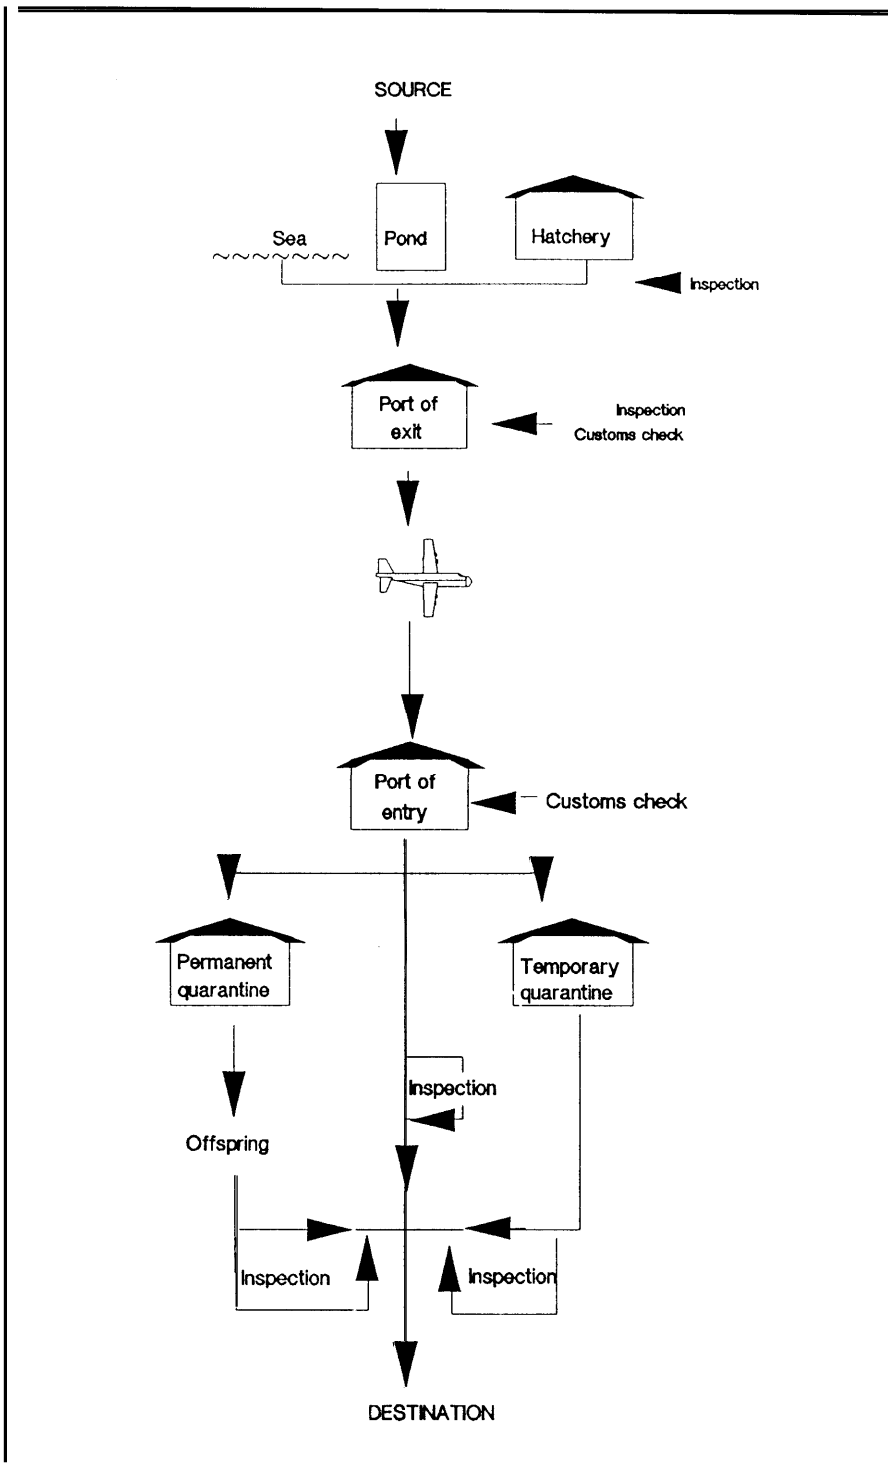 SOURCE
Sea
Pond
Hatchery
Inspection
Port of
exit
Inspection
Customs check
Port of
entry
Customs check
Permanent
quarantine
Temporary
quarantine
Inspection
Offspring
Inspection
Inspection
DESTINATION